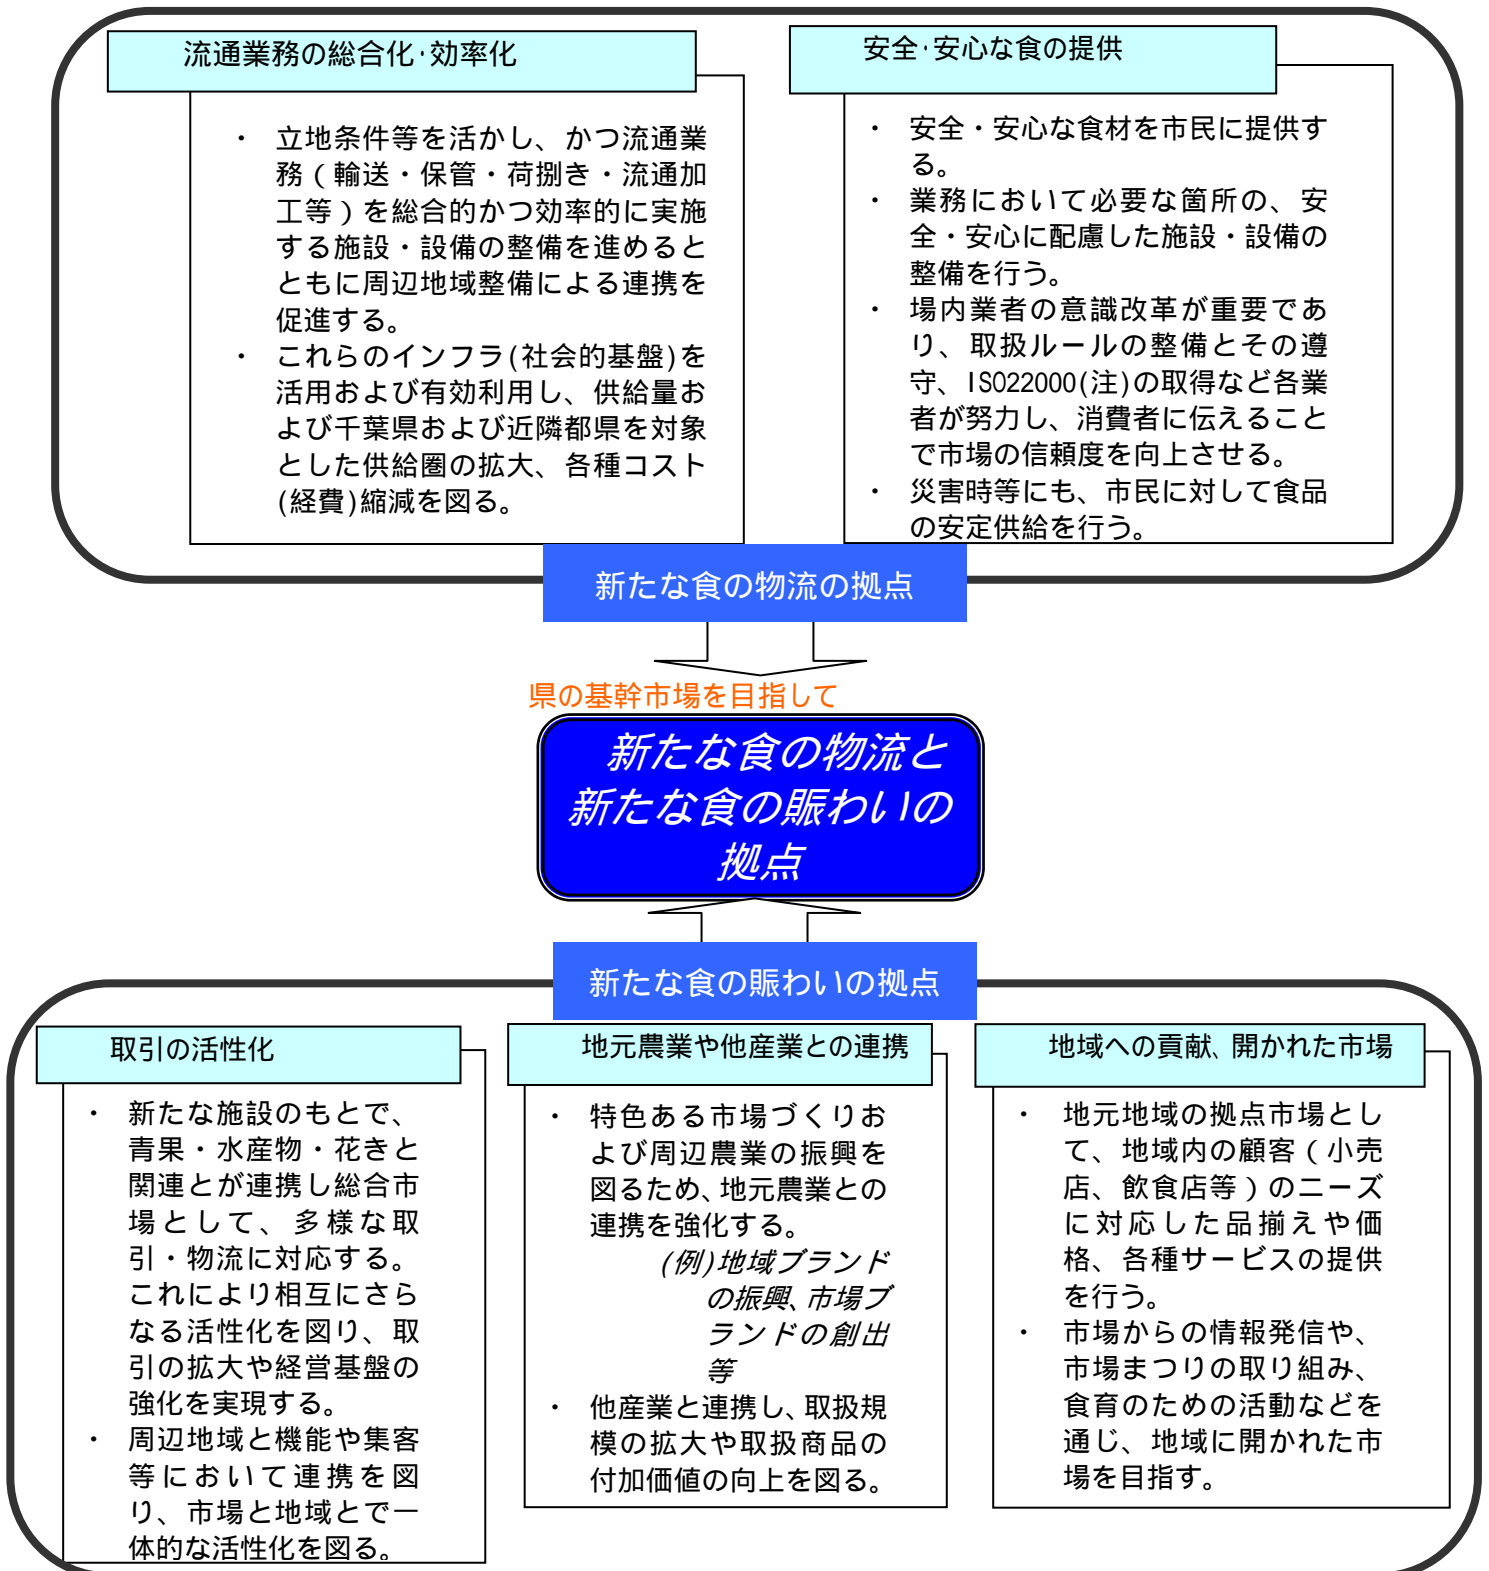 流通業務の総合化･効率化
・ 立地条件等を活かし、かつ流通業
務（輸送・保管・荷捌き・流通加
工等）を総合的かつ効率的に実施
する施設・設備の整備を進めると
ともに周辺地域整備による連携を
促進する。
・ これらのインフラ(社会的基盤)を
活用および有効利用し、供給量お
よび千葉県および近隣都県を対象
とした供給圏の拡大、各種コスト
(経費)縮減を図る。
安全･安心な食の提供
・ 安全・安心な食材を市民に提供す
る。
・ 業務において必要な箇所の、安
全・安心に配慮した施設・設備の
整備を行う。
・ 場内業者の意識改革が重要であ
り、取扱ルールの整備とその遵
守、ISO22000(注)の取得など各業
者が努力し、消費者に伝えること
で市場の信頼度を向上させる。
・ 災害時等にも、市民に対して食品
の安定供給を行う。
新たな食の物流の拠点
県の基幹市場を目指して
新たな食の物流と
新たな食の賑わいの
拠点
新たな食の賑わいの拠点
取引の活性化
・ 新たな施設のもとで、
青果・水産物・花きと
関連とが連携し総合市
場として、多様な取
引・物流に対応する。
これにより相互にさら
なる活性化を図り、取
引の拡大や経営基盤の
強化を実現する。
・ 周辺地域と機能や集客
等において連携を図
り、市場と地域とで一
体的な活性化を図る。
地元農業や他産業との連携
・ 特色ある市場づくりお
よび周辺農業の振興を
図るため、地元農業との
連携を強化する。
(例)地域ブランド
の振興、市場ブ
ランドの創出
等
・ 他産業と連携し、取扱規
模の拡大や取扱商品の
付加価値の向上を図る。
地域への貢献、開かれた市場
・ 地元地域の拠点市場とし
て、地域内の顧客（小売
店、飲食店等）のニーズ
に対応した品揃えや価
格、各種サービスの提供
を行う。
・ 市場からの情報発信や、
市場まつりの取り組み、
食育のための活動などを
通じ、地域に開かれた市
場を目指す。